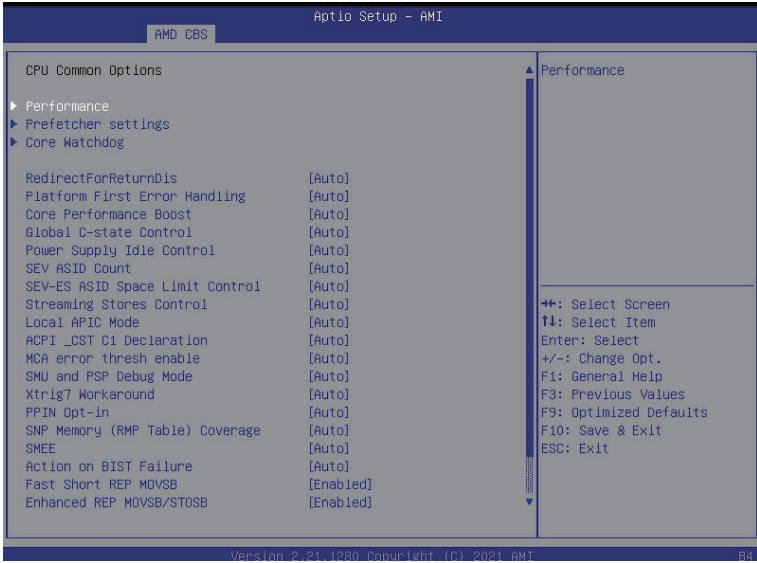 Aptio Setup – AMI
AMD CBS
CPU Common Options
Performance
Prefetcher settings
Core Watchdog
RedirectForReturnDis [Auto]
Platform First Error Handling [Auto]
Core Performance Boost [Auto]
Global C-state Control [Auto]
Power Supply Idle Control [Auto]
SEV ASID Count [Auto]
SEV-ES ASID Space Limit Control [Auto]
Streaming Stores Control [Auto]
Local APIC Mode [Auto]
ACPI _CST C1 Declaration [Auto]
MCA error thresh enable [Auto]
SMU and PSP Debug Mode [Auto]
Xtrig7 Workaround [Auto]
PPIN Opt-in [Auto]
SNP Memory (RMP Table) Coverage [Auto]
SMEE [Auto]
Action on BIST Failure [Auto]
Fast Short REP MOVSB [Enabled]
Enhanced REP MOVSB/STOSB [Enabled]
Performance
→←: Select Screen
↑↓: Select Item
Enter: Select
+/-: Change Opt.
F1: General Help
F3: Previous Values
F9: Optimized Defaults
F10: Save & Exit
ESC: Exit
Version 2.21.1280 Copyright (C) 2021 AMI
B4